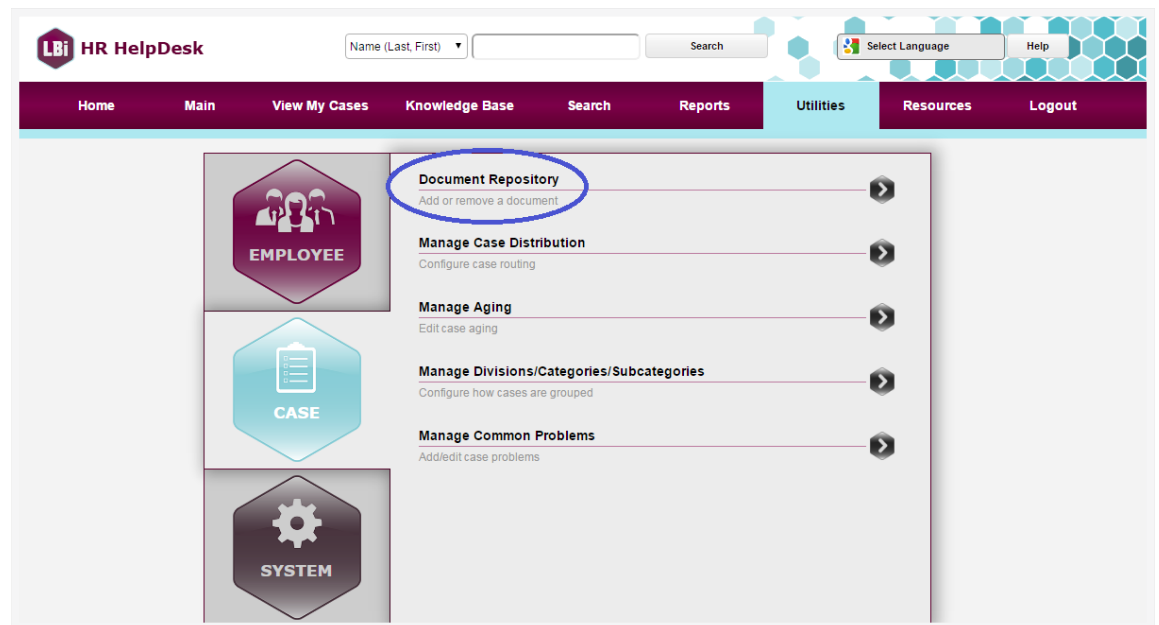 LBi HR HelpDesk
Name (Last, First)
Search
Select Language
Help
Home Main View My Cases Knowledge Base Search Reports Utilities Resources Logout
EMPLOYEE
CASE
SYSTEM
Document Repository
Add or remove a document
Manage Case Distribution
Configure case routing
Manage Aging
Edit case aging
Manage Divisions/Categories/Subcategories
Configure how cases are grouped
Manage Common Problems
Add/edit case problems